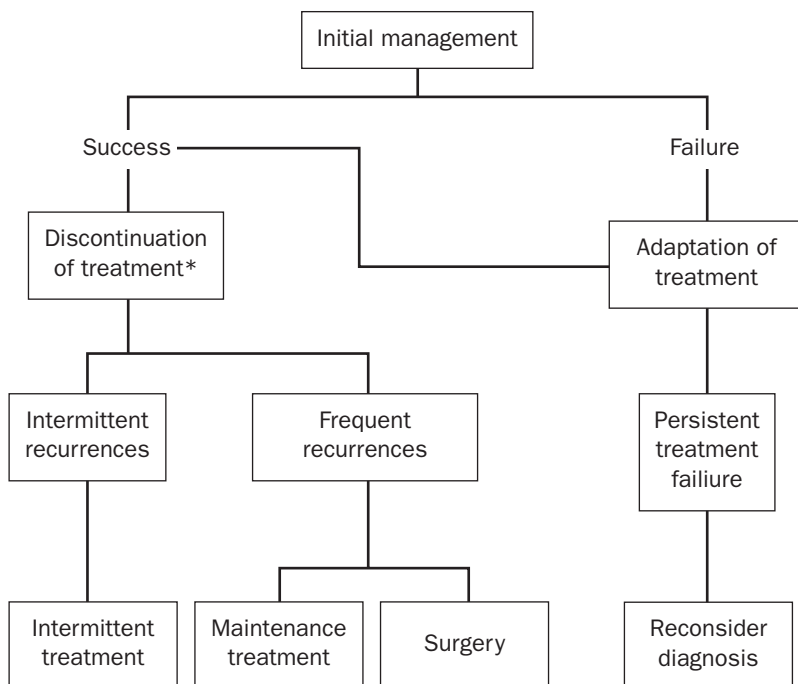 Initial management
Success
Failure
Discontinuation
of treatment*
Adaptation of
treatment
Intermittent
recurrences
Frequent
recurrences
Persistent
treatment
failiure
Intermittent
treatment
Maintenance
treatment
Surgery
Reconsider
diagnosis